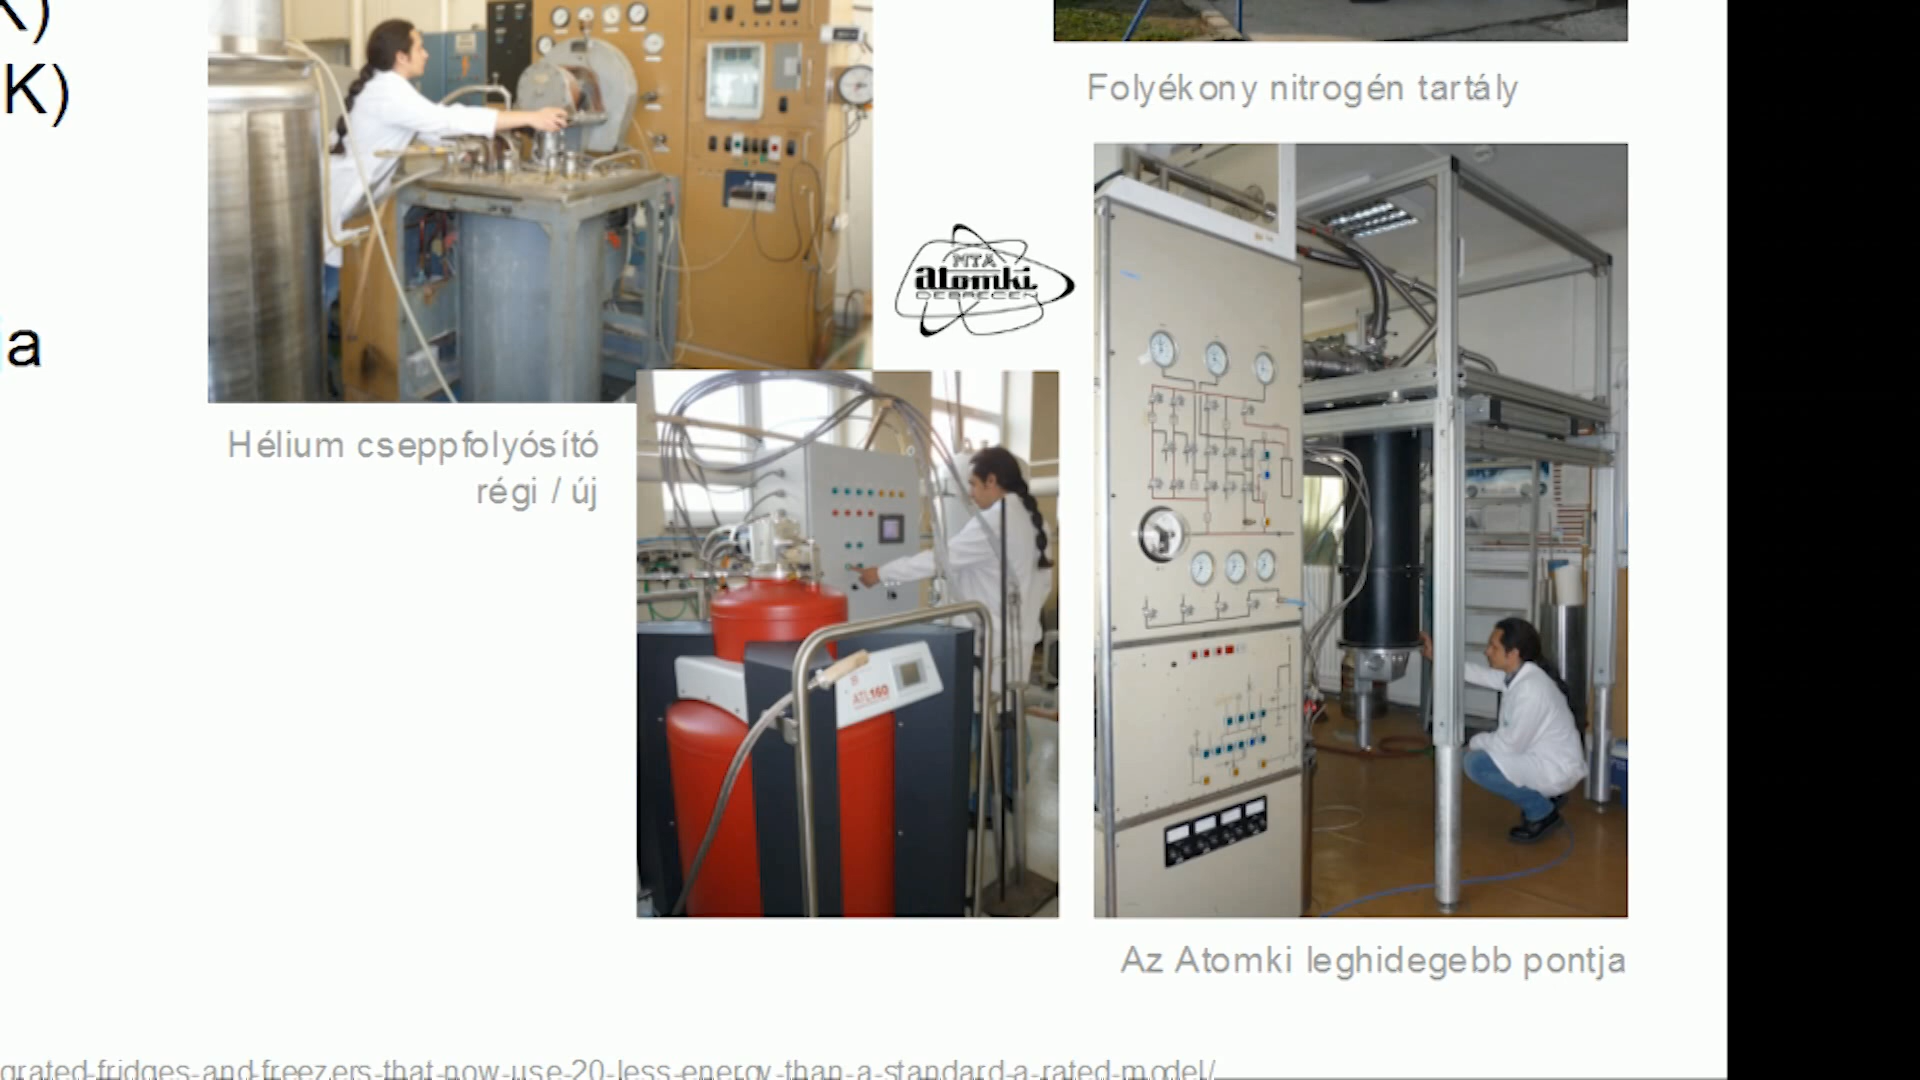 K)
K)
Folyékony nitrogén tartály
MTA
atomki
DEBRECEN
a
Hélium cseppfolyósító
régi / új
ATL160
Az Atomki leghidegebb pontja
grated-fridges-and-freezers-that-now-use-20-less-energy-than-a-standard-a-rated-model/